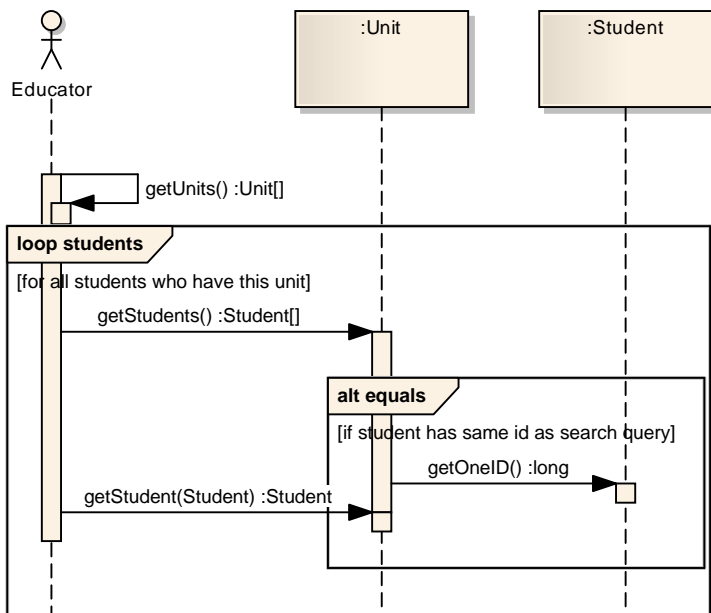 :Unit
:Student
Educator
getUnits() :Unit[]
loop students
[for all students who have this unit]
getStudents() :Student[]
alt equals
[if student has same id as search query]
getOneID() :long
getStudent(Student) :Student